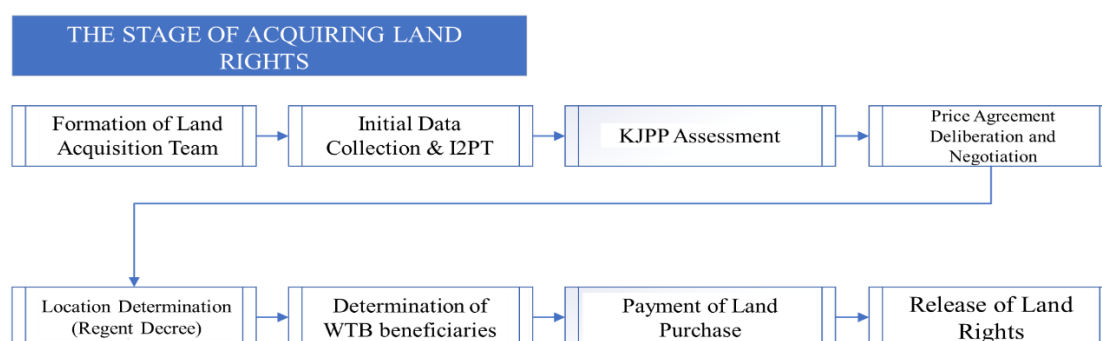 THE STAGE OF ACQUIRING LAND
RIGHTS
Formation of Land
Acquisition Team
Initial Data
Collection & I2PT
KJPP Assessment
Price Agreement
Deliberation and
Negotiation
Location Determination
(Regent Decree)
Determination of
WTB beneficiaries
Payment of Land
Purchase
Release of Land
Rights